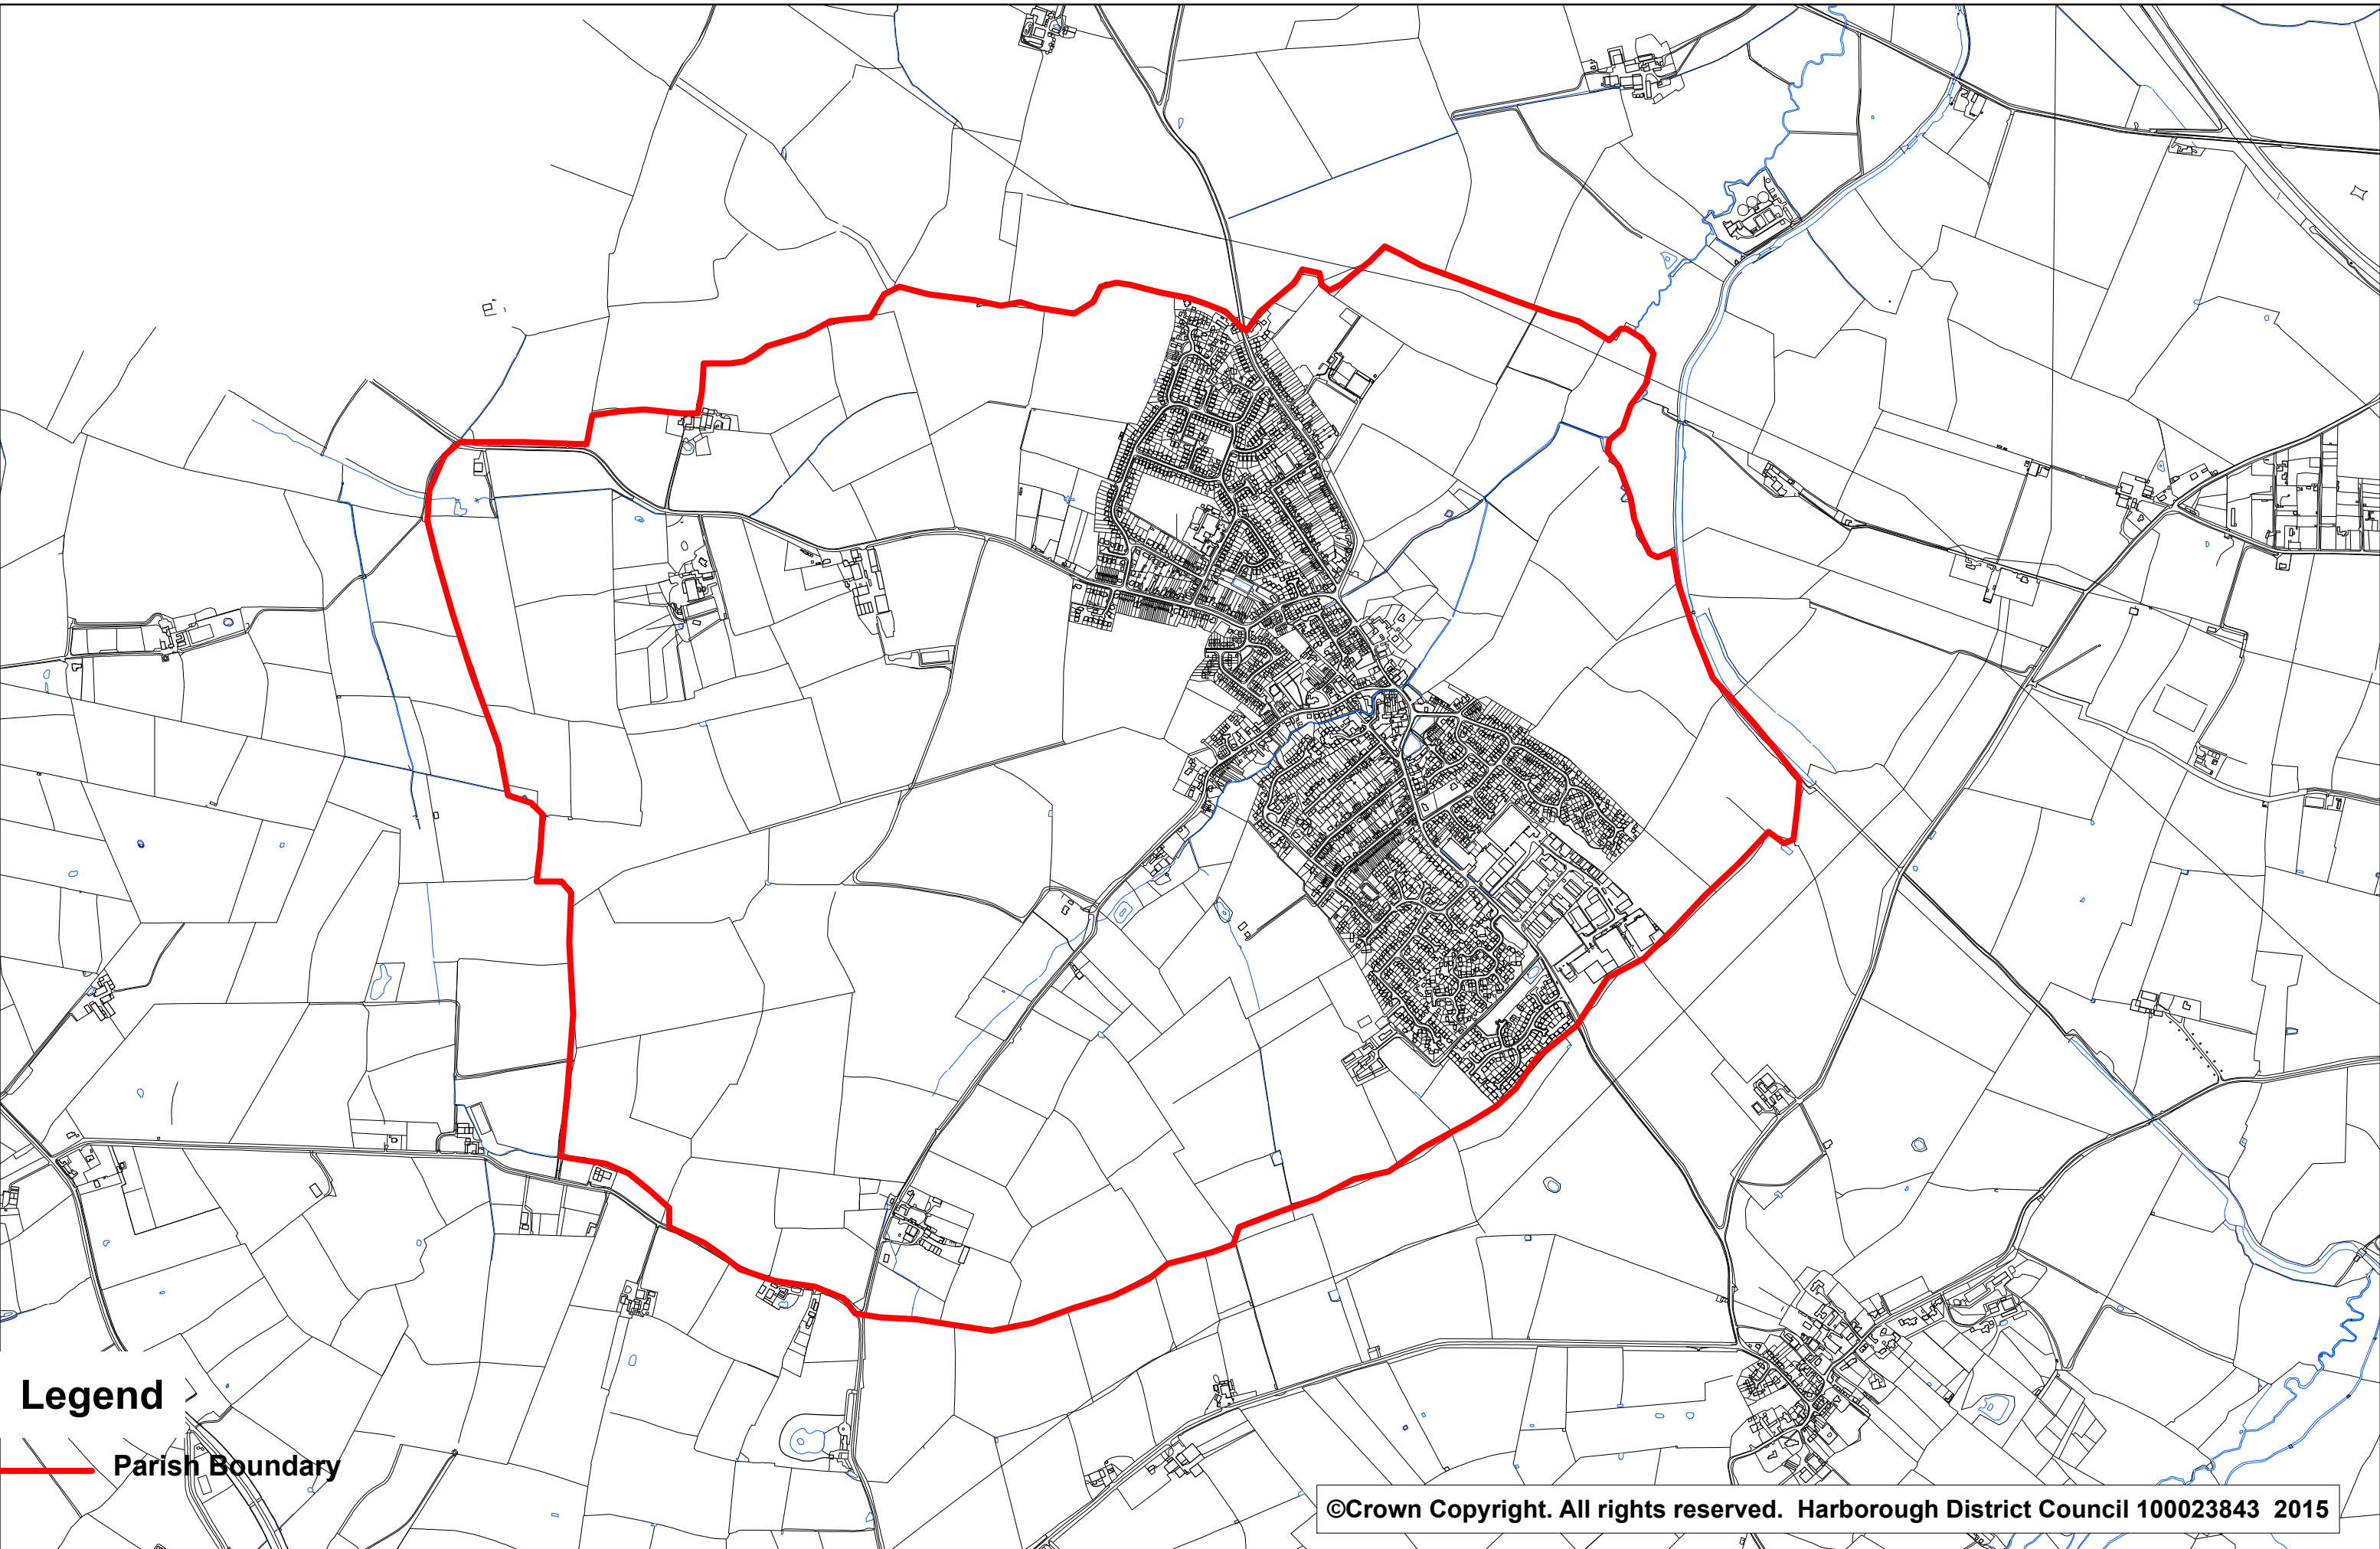 Legend
Parish Boundary
©Crown Copyright. All rights reserved.  Harborough District Council 100023843  2015